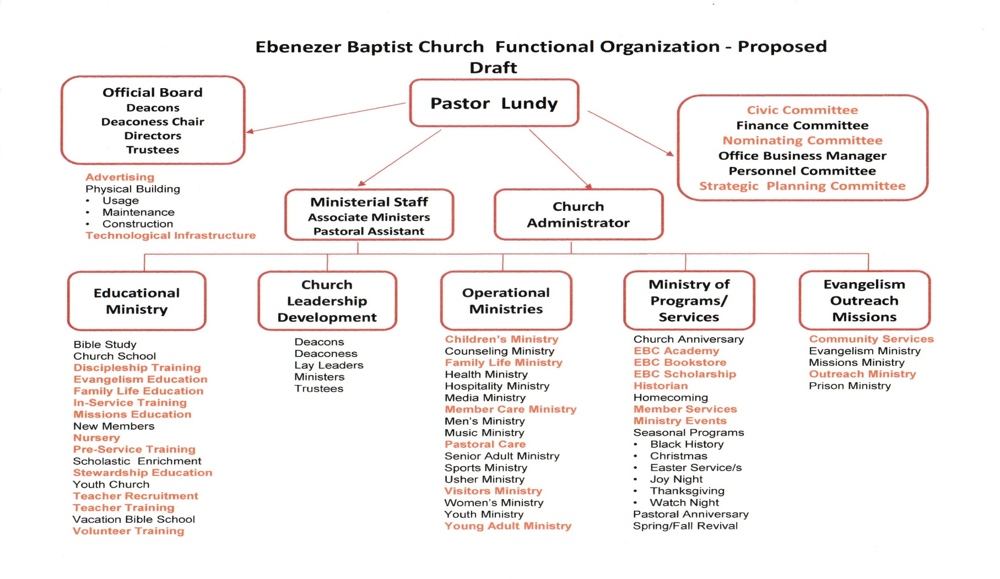 Ebenezer Baptist Church  Functional Organization - Proposed
Draft
Official Board
Deacons
Deaconess Chair
Directors
Trustees
Pastor  Lundy
Civic Committee
Finance Committee
Nominating Committee
Office Business Manager
Personnel Committee
Strategic  Planning Committee
Advertising
Physical Building
• Usage
• Maintenance
• Construction
Technological Infrastructure
Ministerial Staff
Associate Ministers
Pastoral Assistant
Church
Administrator
Educational
Ministry
Bible Study
Church School
Discipleship Training
Evangelism Education
Family Life Education
In-Service Training
Missions Education
New Members
Nursery
Pre-Service Training
Scholastic  Enrichment
Stewardship Education
Youth Church
Teacher Recruitment
Teacher Training
Vacation Bible School
Volunteer Training
Church
Leadership
Development
Deacons
Deaconess
Lay Leaders
Ministers
Trustees
Operational
Ministries
Children’s Ministry
Counseling Ministry
Family Life Ministry
Health Ministry
Hospitality Ministry
Media Ministry
Member Care Ministry
Men’s Ministry
Music Ministry
Pastoral Care
Senior Adult Ministry
Sports Ministry
Usher Ministry
Visitors Ministry
Women’s Ministry
Youth Ministry
Young Adult Ministry
Ministry of
Programs/
Services
Church Anniversary
EBC Academy
EBC Bookstore
EBC Scholarship
Historian
Homecoming
Member Services
Ministry Events
Seasonal Programs
• Black History
• Christmas
• Easter Service/s
• Joy Night
• Thanksgiving
• Watch Night
Pastoral Anniversary
Spring/Fall Revival
Evangelism
Outreach
Missions
Community Services
Evangelism Ministry
Missions Ministry
Outreach Ministry
Prison Ministry